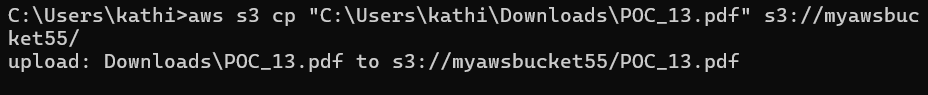 C:\Users\kathi>aws s3 cp "C:\Users\kathi\Downloads\POC_13.pdf" s3://myawsbuc
ket55/
upload: Downloads\POC_13.pdf to s3://myawsbucket55/POC_13.pdf